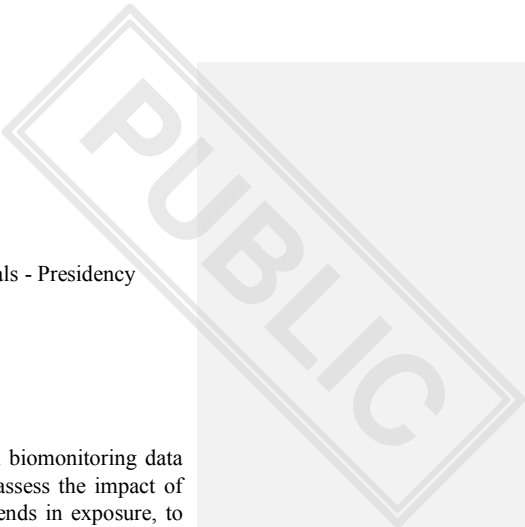 PUBLIC
als - Presidency
biomonitoring data
assess the impact of
ends in exposure, to